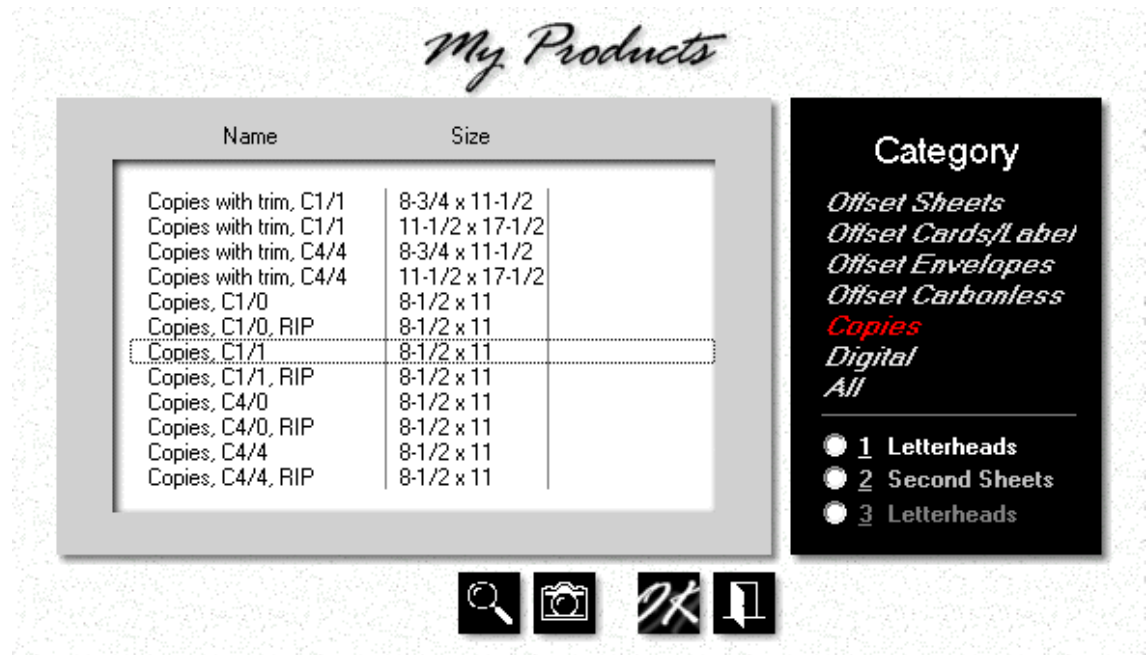 My Products
Name Size
Copies with trim, C1/1 8-3/4 x 11-1/2
Copies with trim, C1/1 11-1/2 x 17-1/2
Copies with trim, C4/4 8-3/4 x 11-1/2
Copies with trim, C4/4 11-1/2 x 17-1/2
Copies, C1/0 8-1/2 x 11
Copies, C1/0, RIP 8-1/2 x 11
Copies, C1/1 8-1/2 x 11
Copies, C1/1, RIP 8-1/2 x 11
Copies, C4/0 8-1/2 x 11
Copies, C4/0, RIP 8-1/2 x 11
Copies, C4/4 8-1/2 x 11
Copies, C4/4, RIP 8-1/2 x 11
Category
Offset Sheets
Offset Cards/Label
Offset Envelopes
Offset Carbonless
Copies
Digital
All
1 Letterheads
2 Second Sheets
3 Letterheads
OK